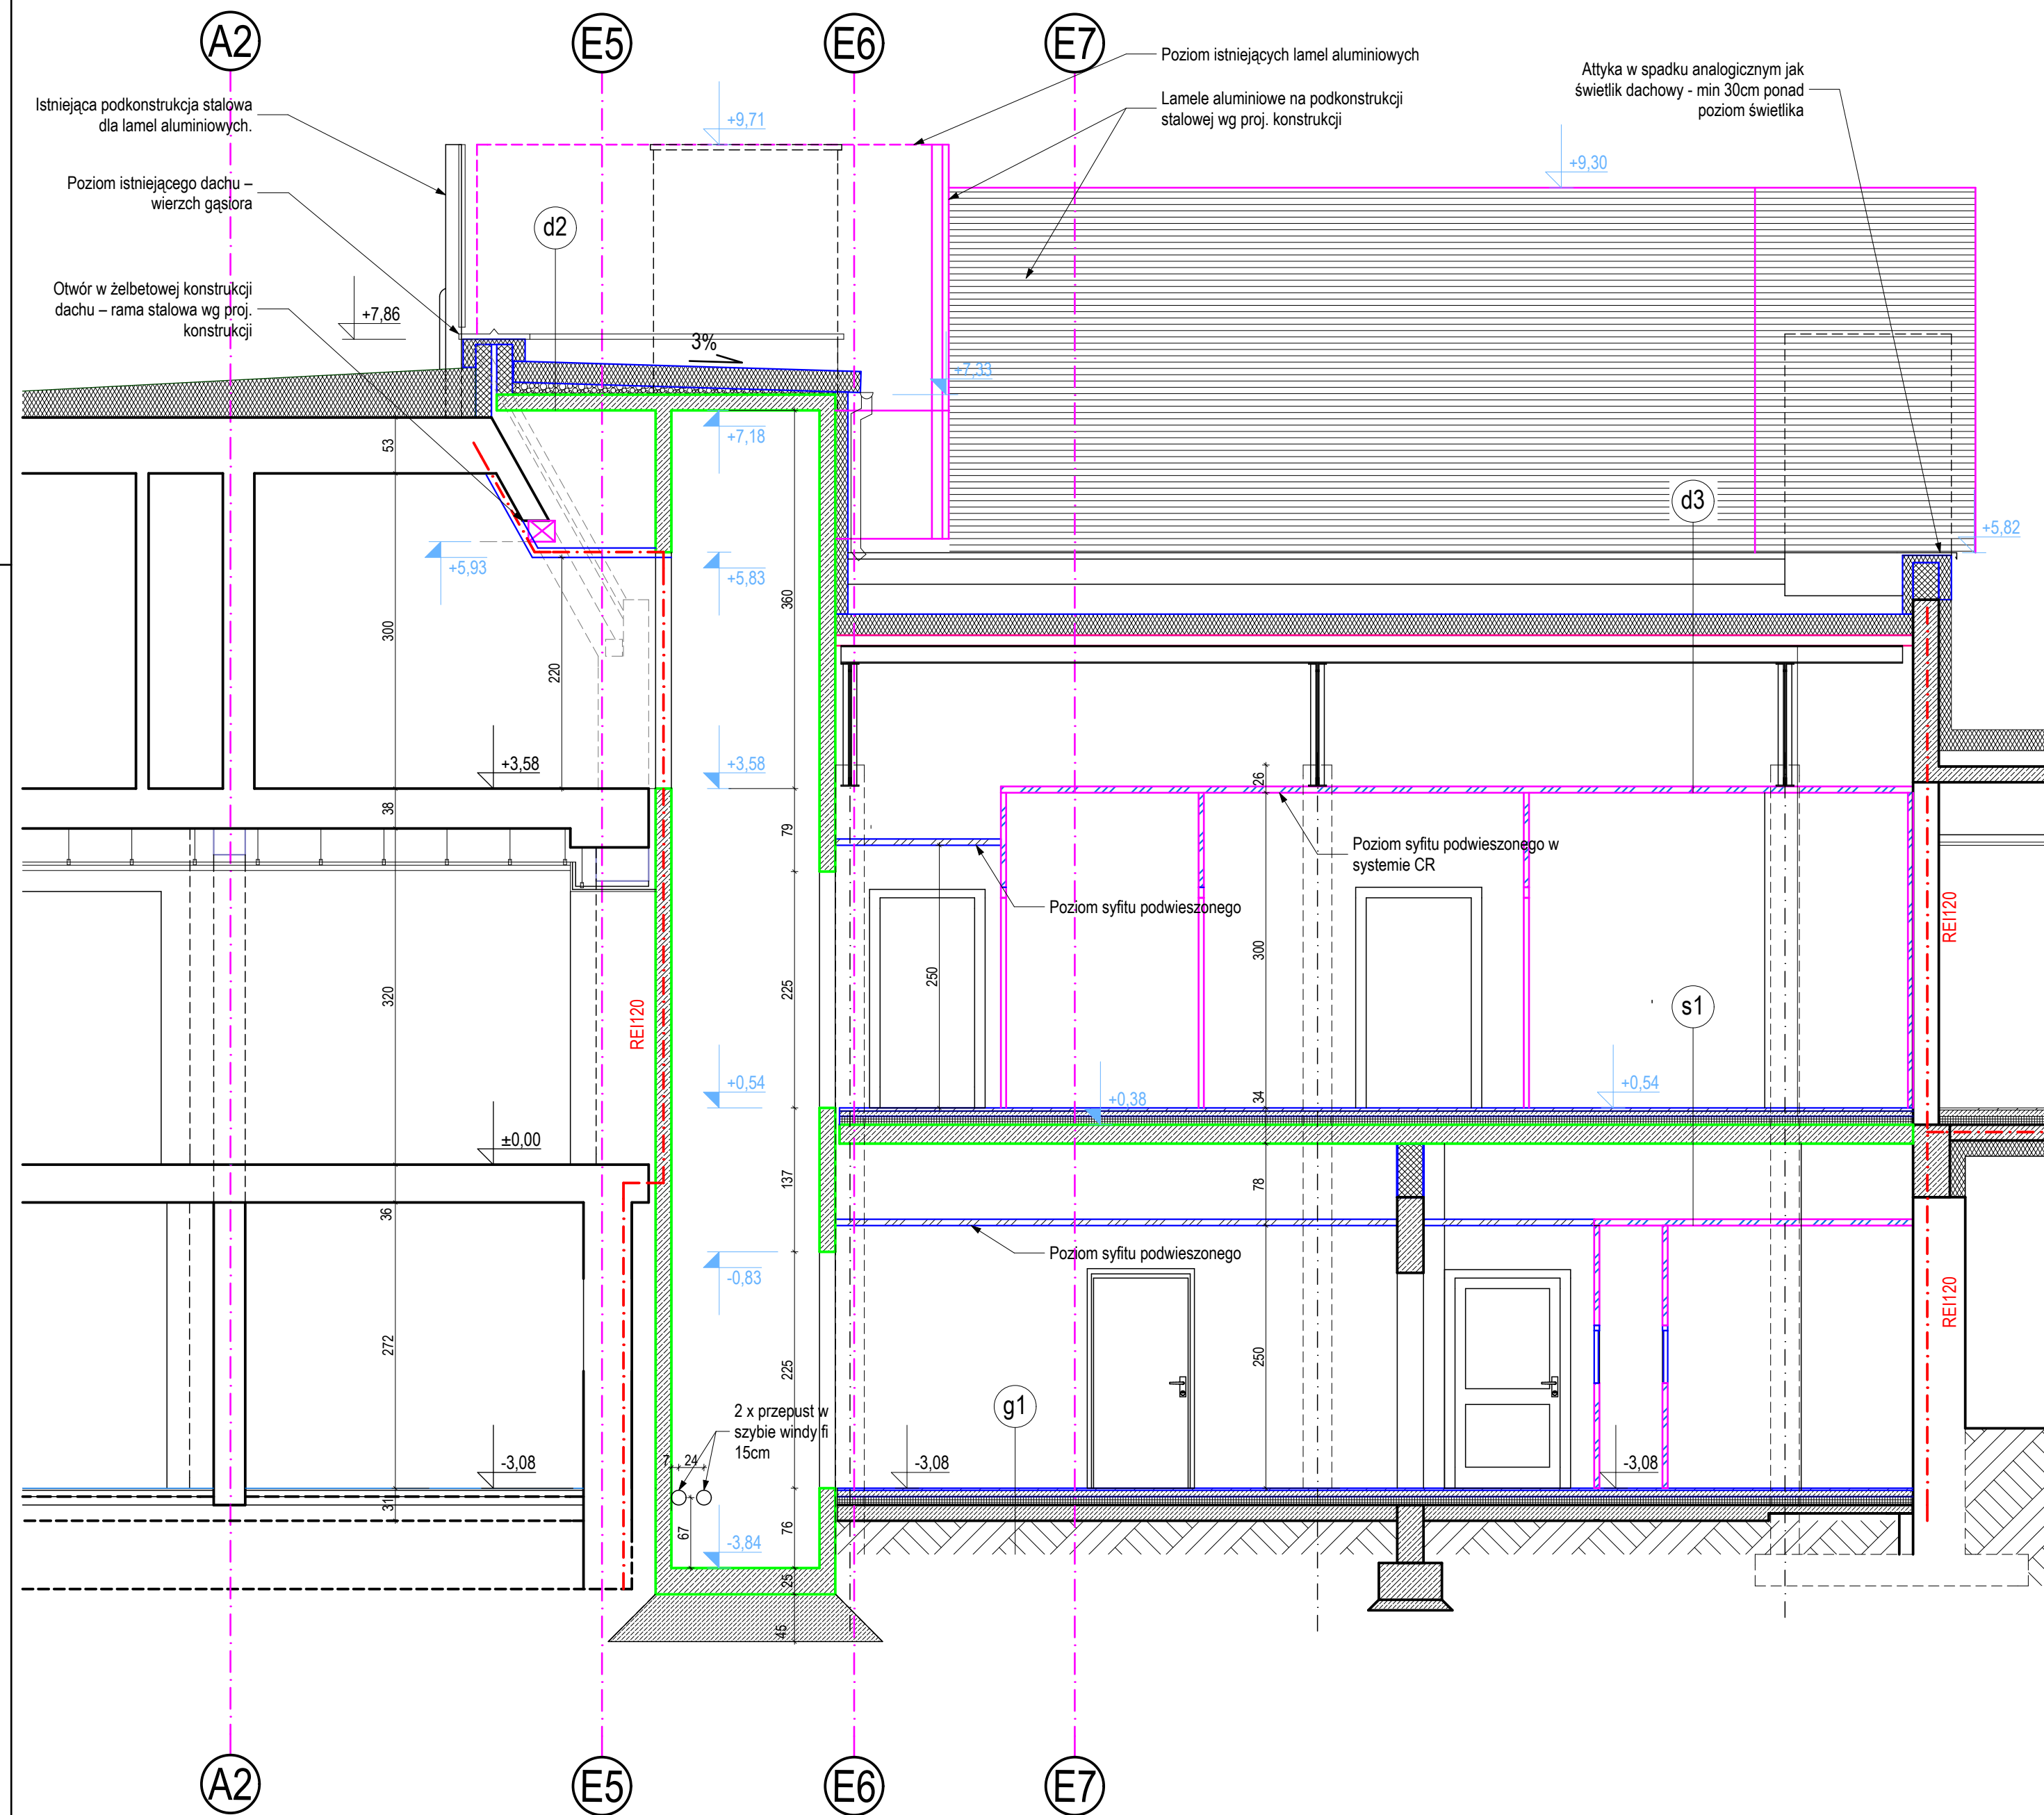 A2
E5
E6
E7
Poziom istniejących lamel aluminiowych
Lamele aluminiowe na podkonstrukcji
stalowej wg proj. konstrukcji
Attyka w spadku analogicznym jak
świetlik dachowy - min 30cm ponad
poziom świetlika
Istniejąca podkonstrukcja stalowa
dla lamel aluminiowych.
Poziom istniejącego dachu –
wierzch gąsiora
Otwór w żelbetowej konstrukcji
dachu – rama stalowa wg proj.
konstrukcji
+9,71
+9,30
d2
+7,86
3%
+7,33
+7,18
53
d3
+5,82
+5,93
+5,83
360
300
220
+3,58
+3,58
26
38
79
Poziom syfitu podwieszonego w
systemie CR
Poziom syfitu podwieszonego
REI120
300
250
225
320
s1
REI120
+0,54
+0,38
34
+0,54
±0,00
137
78
36
Poziom syfitu podwieszonego
-0,83
REI120
272
225
250
g1
2 x przepust w
szybie windy fi
15cm
7
24
-3,08
-3,08
-3,08
31
67
76
-3,84
25
45
A2
E5
E6
E7